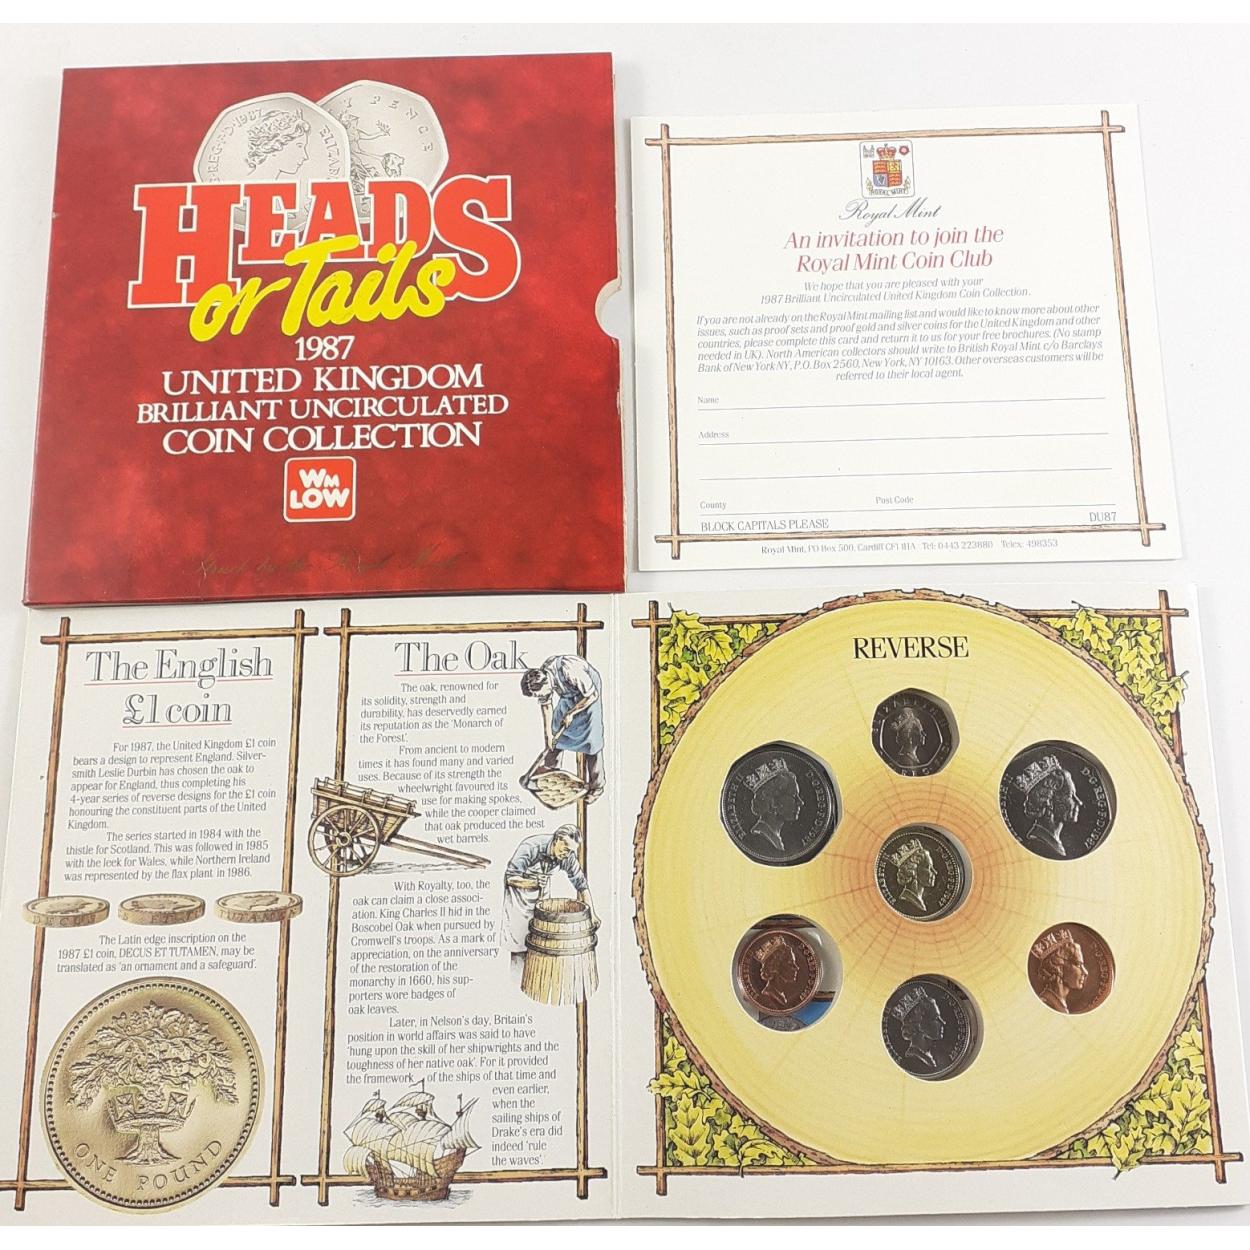 HEADS
or Tails
1987
UNITED KINGDOM
BRILLIANT UNCIRCULATED
COIN COLLECTION
WM
LOW
Struck by the Royal Mint
ROYAL MINT
Royal Mint
An invitation to join the
Royal Mint Coin Club
We hope that you are pleased with your
1987 Brilliant Uncirculated United Kingdom Coin Collection.
If you are not already on the Royal Mint mailing list and would like to know more about other
issues, such as proof sets and proof gold and silver coins for the United Kingdom and other
countries, please complete this card and return it to us for your free brochures. (No stamp
needed in UK). North American collectors should write to British Royal Mint c/o Barclays
Bank of New York NY, P.O. Box 2560, New York, NY 10163. Other overseas customers will be
referred to their local agent.
Name
Address
County Post Code
BLOCK CAPITALS PLEASE DU87
Royal Mint, PO Box 500, Cardiff CF1 1HA Tel: 0443 223880 Telex: 498353
The English
£1 coin
For 1987, the United Kingdom £1 coin
bears a design to represent England. Silver-
smith Leslie Durbin has chosen the oak to
appear for England, thus completing his
4-year series of reverse designs for the £1 coin
honouring the constituent parts of the United
Kingdom.
The series started in 1984 with the
thistle for Scotland. This was followed in 1985
with the leek for Wales, while Northern Ireland
was represented by the flax plant in 1986.
DECUS ET TUTAMEN
The Latin edge inscription on the
1987 £1 coin, DECUS ET TUTAMEN, may be
translated as 'an ornament and a safeguard'.
ONE POUND
The Oak
The oak, renowned for
its solidity, strength and
durability, has deservedly earned
its reputation as the 'Monarch of
the Forest'.
From ancient to modern
times it has found many and varied
uses. Because of its strength the
wheelwright favoured its
use for making spokes,
while the cooper claimed
that oak produced the best
wet barrels.
With Royalty, too, the
oak can claim a close associ-
ation. King Charles II hid in the
Boscobel Oak when pursued by
Cromwell's troops. As a mark of
appreciation, on the anniversary
of the restoration of the
monarchy in 1660, his sup-
porters wore badges of
oak leaves.
Later, in Nelson's day, Britain's
position in world affairs was said to have
'hung upon the skill of her shipwrights and the
toughness of her native oak'. For it provided
the framework of the ships of that time and
even earlier,
when the
sailing ships of
Drake's era did
indeed 'rule
the waves'.
REVERSE
ELIZABETH II
D·G·REG·F·D·1987